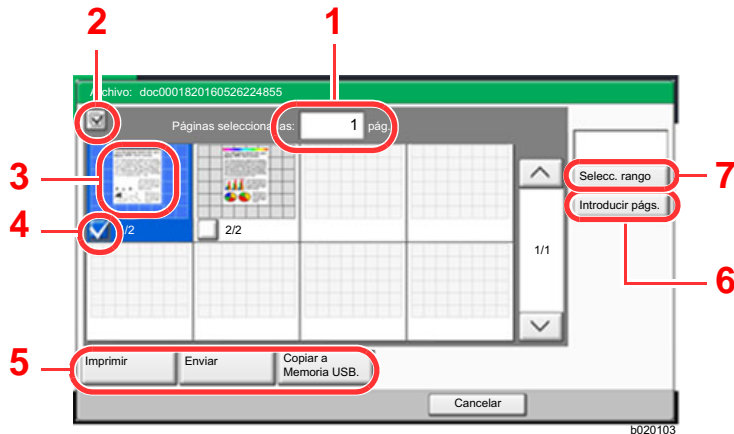 2
1
Archivo: doc00018201605262248​55
Páginas seleccionadas: 1 pág.
3
7
Selecc. rango
4
1/2
2/2
Introducir págs.
1/1
6
5
Imprimir
Enviar
Copiar a
Memoria USB.
Cancelar
b020103